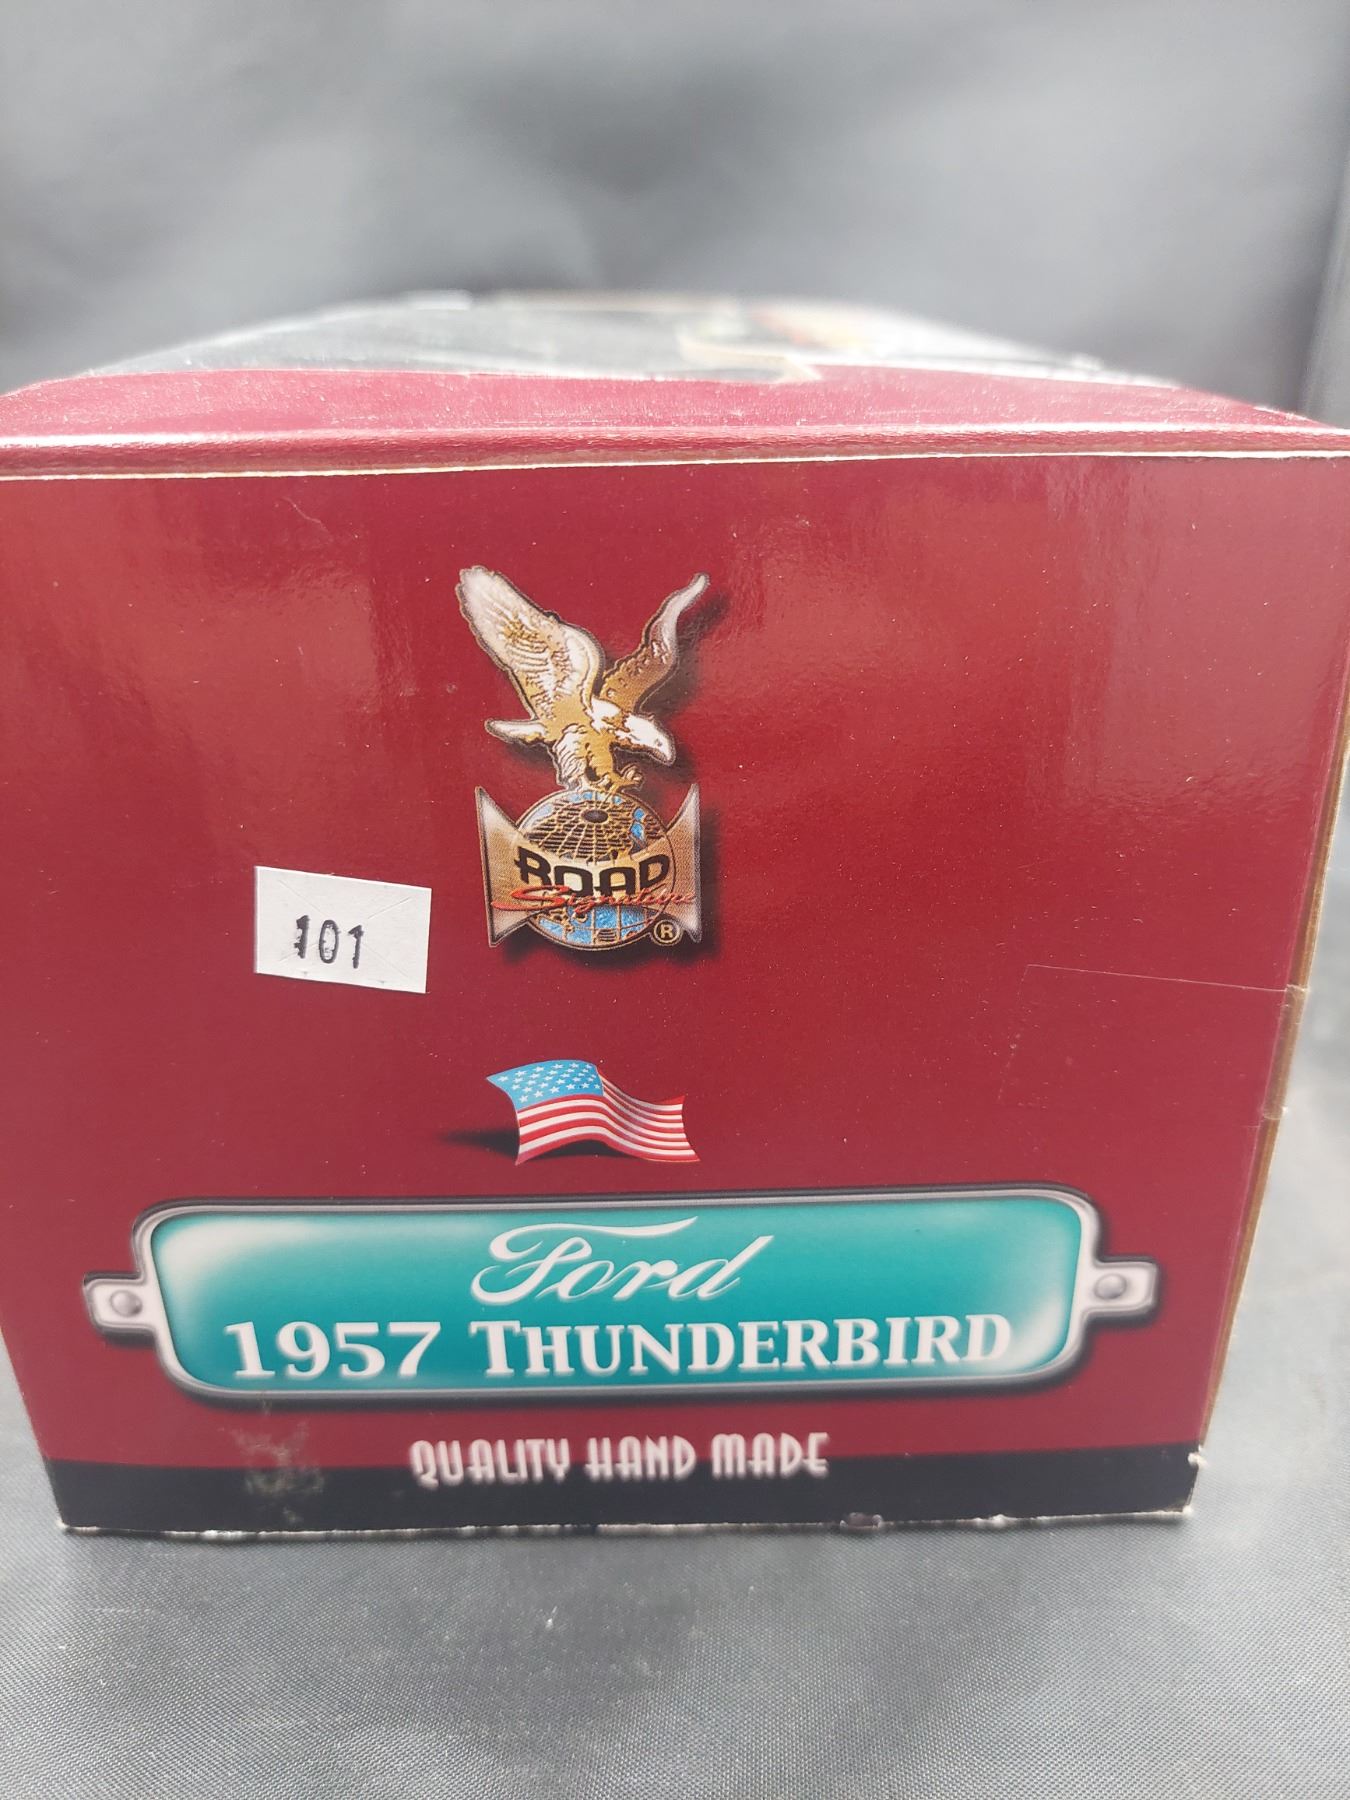 ROAD
Signature
®
101
Ford
1957 THUNDERBIRD
QUALITY HAND MADE